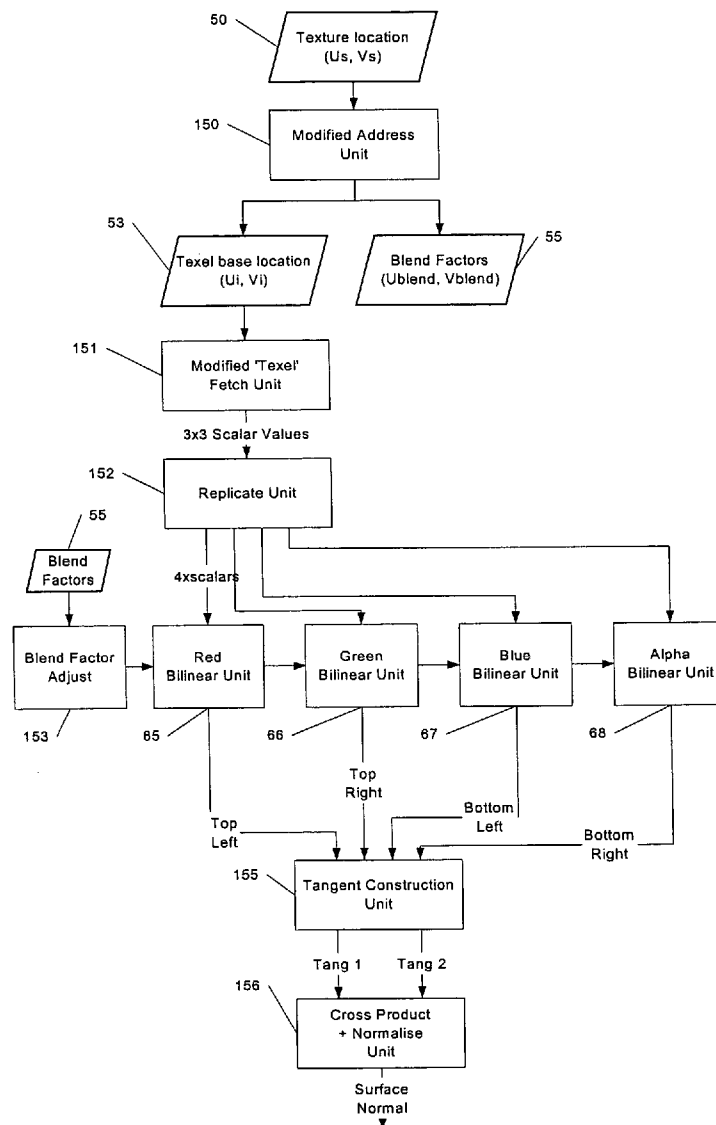 50
Texture location
(Us, Vs)
150
Modified Address
Unit
53
Texel base location
(Ui, Vi)
Blend Factors
(Ublend, Vblend)
55
151
Modified 'Texel'
Fetch Unit
3x3 Scalar Values
152
Replicate Unit
55
Blend
Factors
4xscalars
Blend Factor
Adjust
Red
Bilinear Unit
Green
Bilinear Unit
Blue
Bilinear Unit
Alpha
Bilinear Unit
153
65
66
67
68
Top
Left
Top
Right
Bottom
Left
Bottom
Right
155
Tangent Construction
Unit
Tang 1
Tang 2
156
Cross Product
+ Normalise
Unit
Surface
Normal